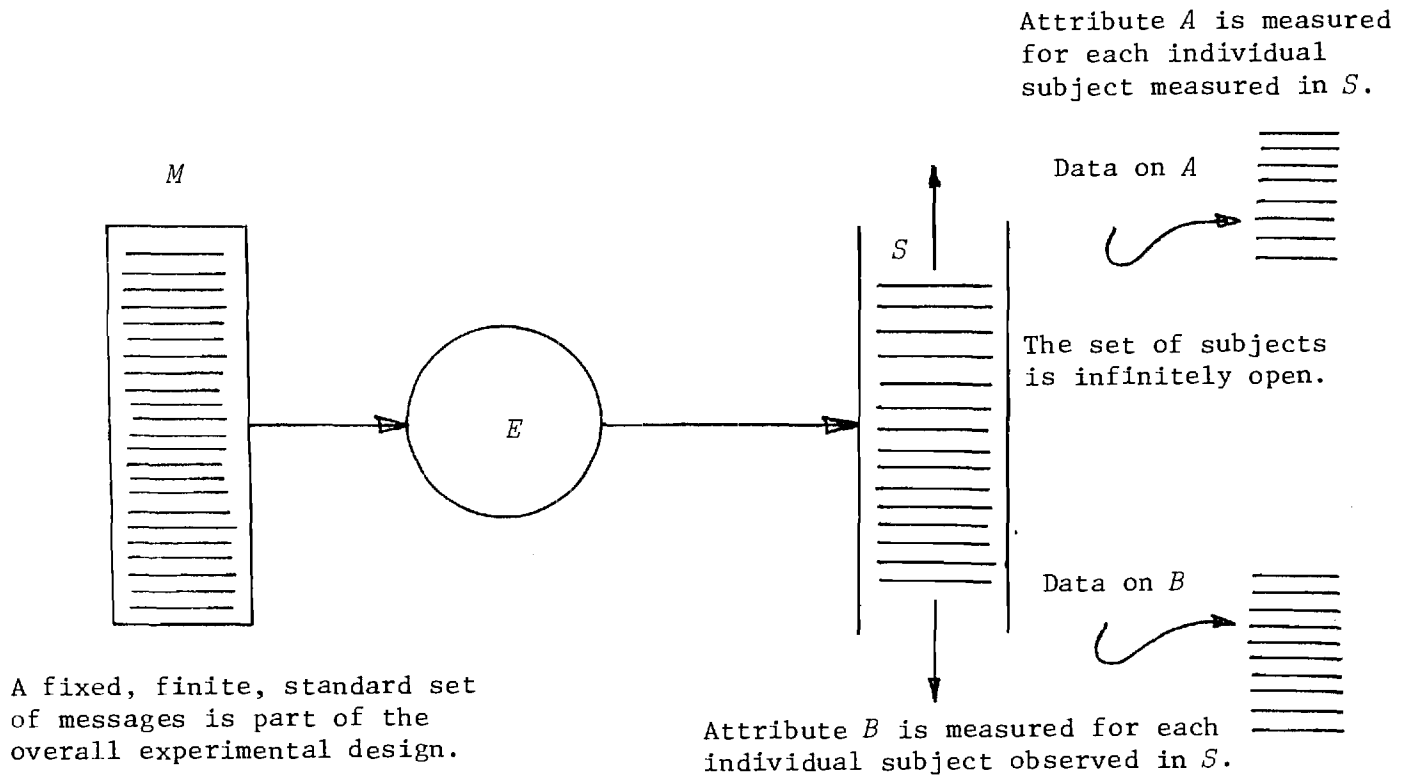 Attribute A is measured
for each individual
subject measured in S.
M
Data on A
S
The set of subjects
is infinitely open.
E
Data on B
A fixed, finite, standard set
of messages is part of the
overall experimental design.
Attribute B is measured for each
individual subject observed in S.